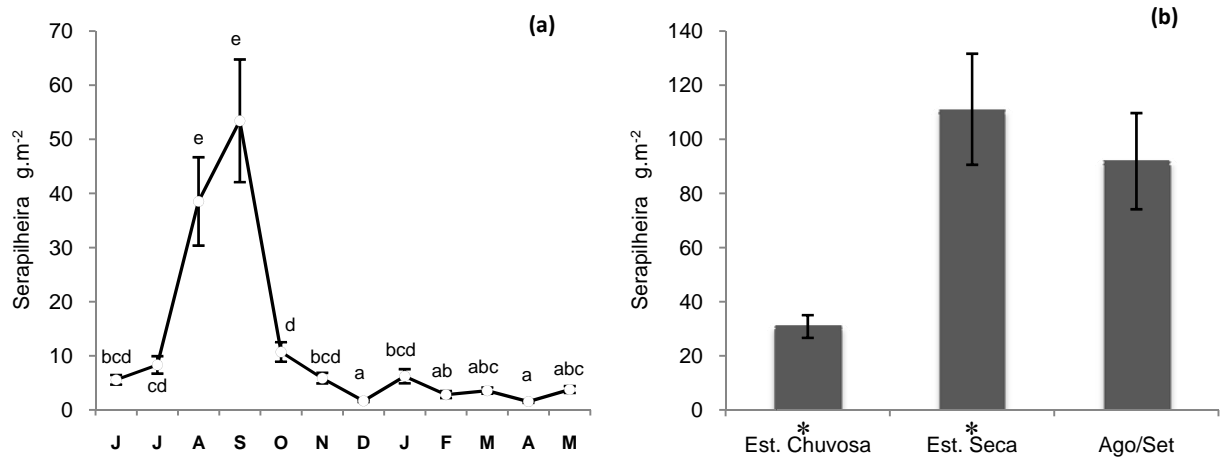 (a)
Serapilheira g.m-2
70
60
50
40
30
20
10
0
bcd
cd
e
e
d
bcd
a
bcd
ab
abc
a
abc
J J A S O N D J F M A M
(b)
Serapilheira g.m-2
140
120
100
80
60
40
20
0
* *
Est. Chuvosa Est. Seca Ago/Set